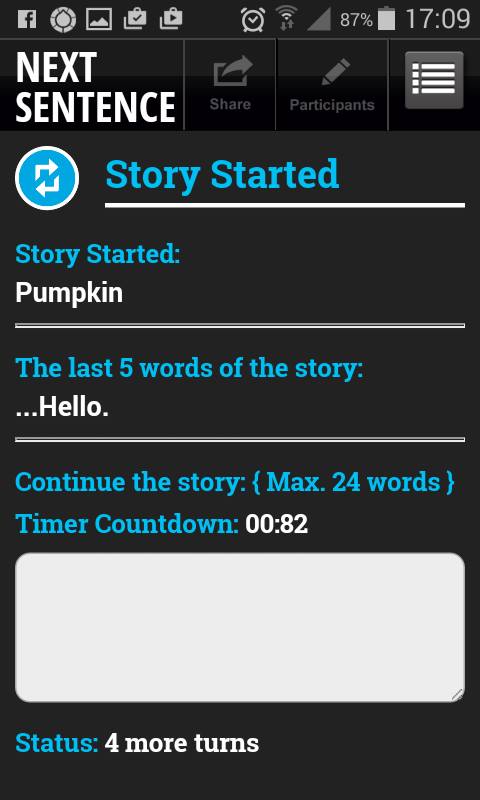 87% 17:09
NEXT
SENTENCE
Share
Participants
Story Started
Story Started:
Pumpkin
The last 5 words of the story:
...Hello.
Continue the story: { Max. 24 words }
Timer Countdown: 00:82
Status: 4 more turns